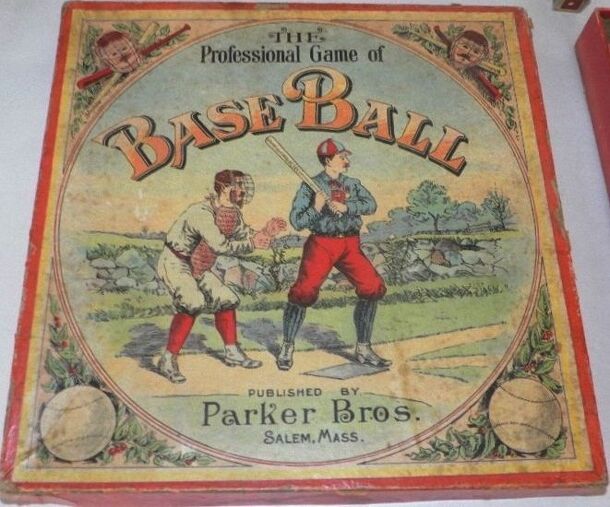 THE
Professional Game of
BASE BALL
PUBLISHED BY
Parker Bros.
SALEM, MASS.